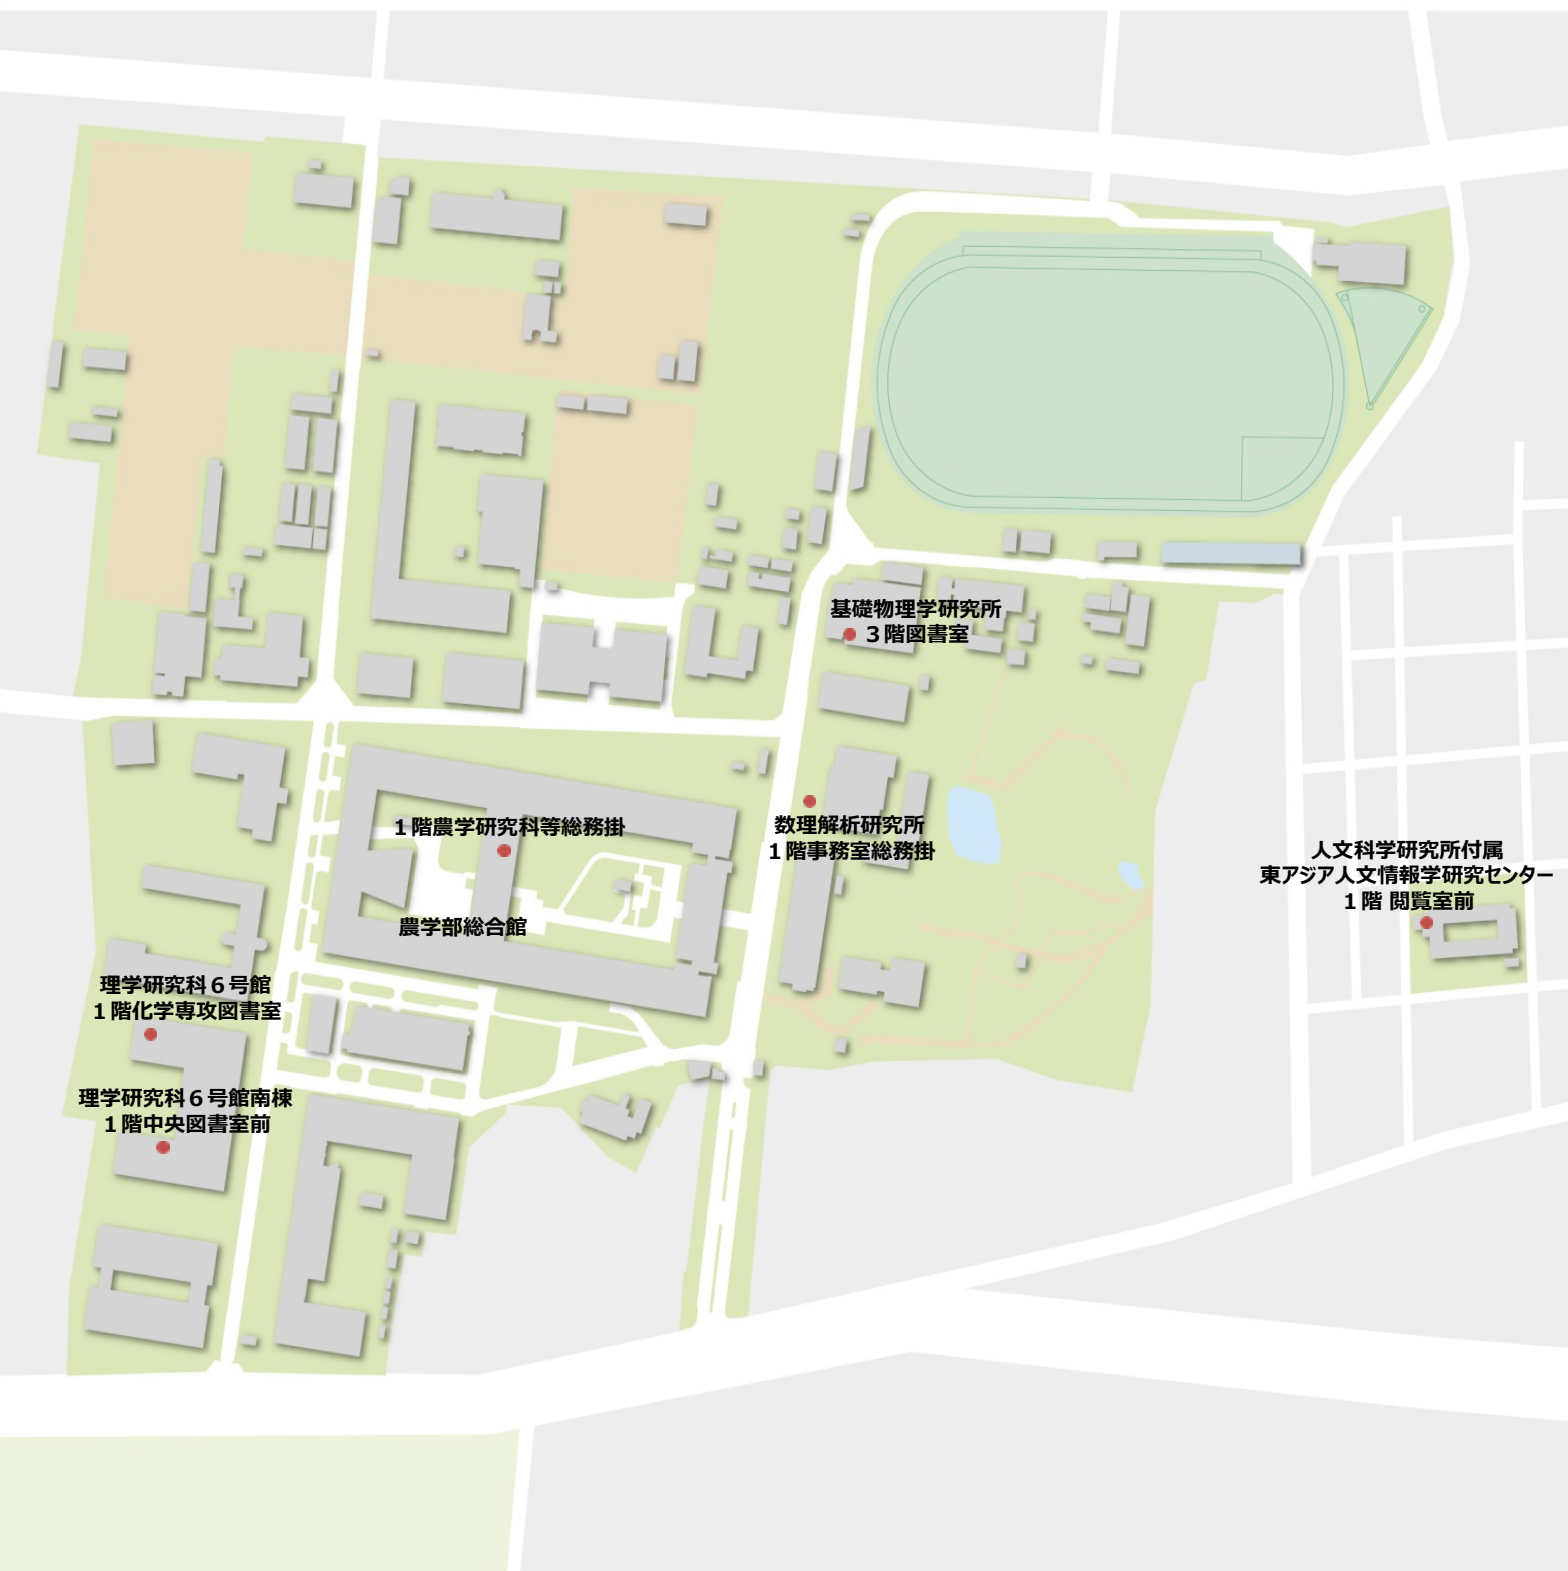 基礎物理学研究所
３階図書室
１階農学研究科等総務掛
数理解析研究所
１階事務室総務掛
人文科学研究所付属
東アジア人文情報学研究センター
１階 閲覧室前
農学部総合館
理学研究科６号館
１階化学専攻図書室
理学研究科６号館南棟
１階中央図書室前